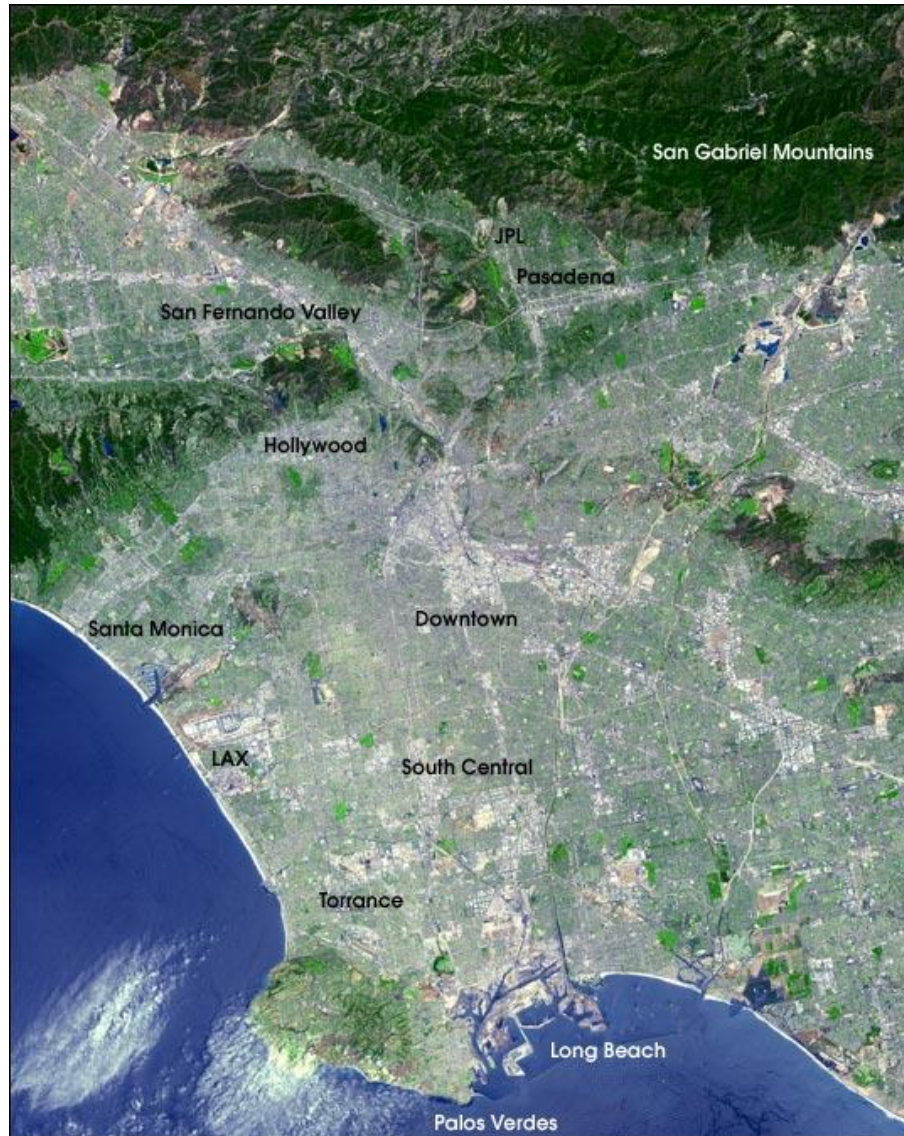 San Gabriel Mountains
JPL
Pasadena
San Fernando Valley
Hollywood
Downtown
Santa Monica
LAX
South Central
Torrance
Long Beach
Palos Verdes